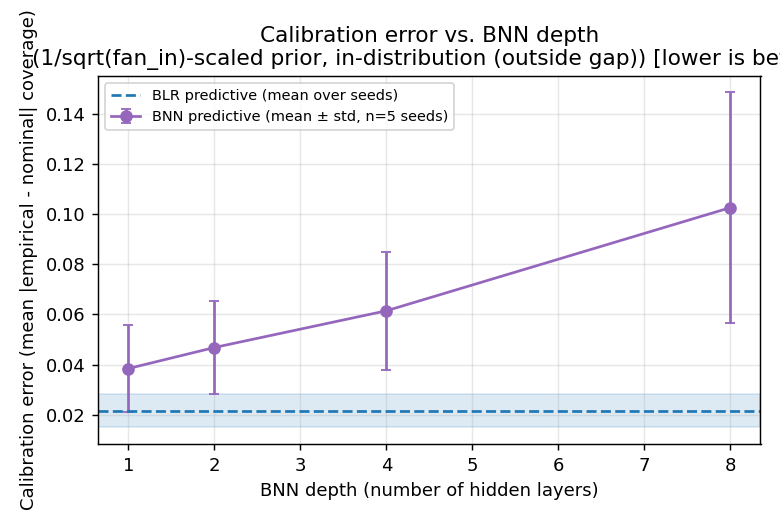 Calibration error vs. BNN depth
(1/sqrt(fan_in)-scaled prior, in-distribution (outside gap)) [lower is be
BLR predictive (mean over seeds)
BNN predictive (mean ± std, n=5 seeds)
Calibration error (mean |empirical - nominal| coverage)
0.14
0.12
0.10
0.08
0.06
0.04
0.02
1 2 3 4 5 6 7 8
BNN depth (number of hidden layers)